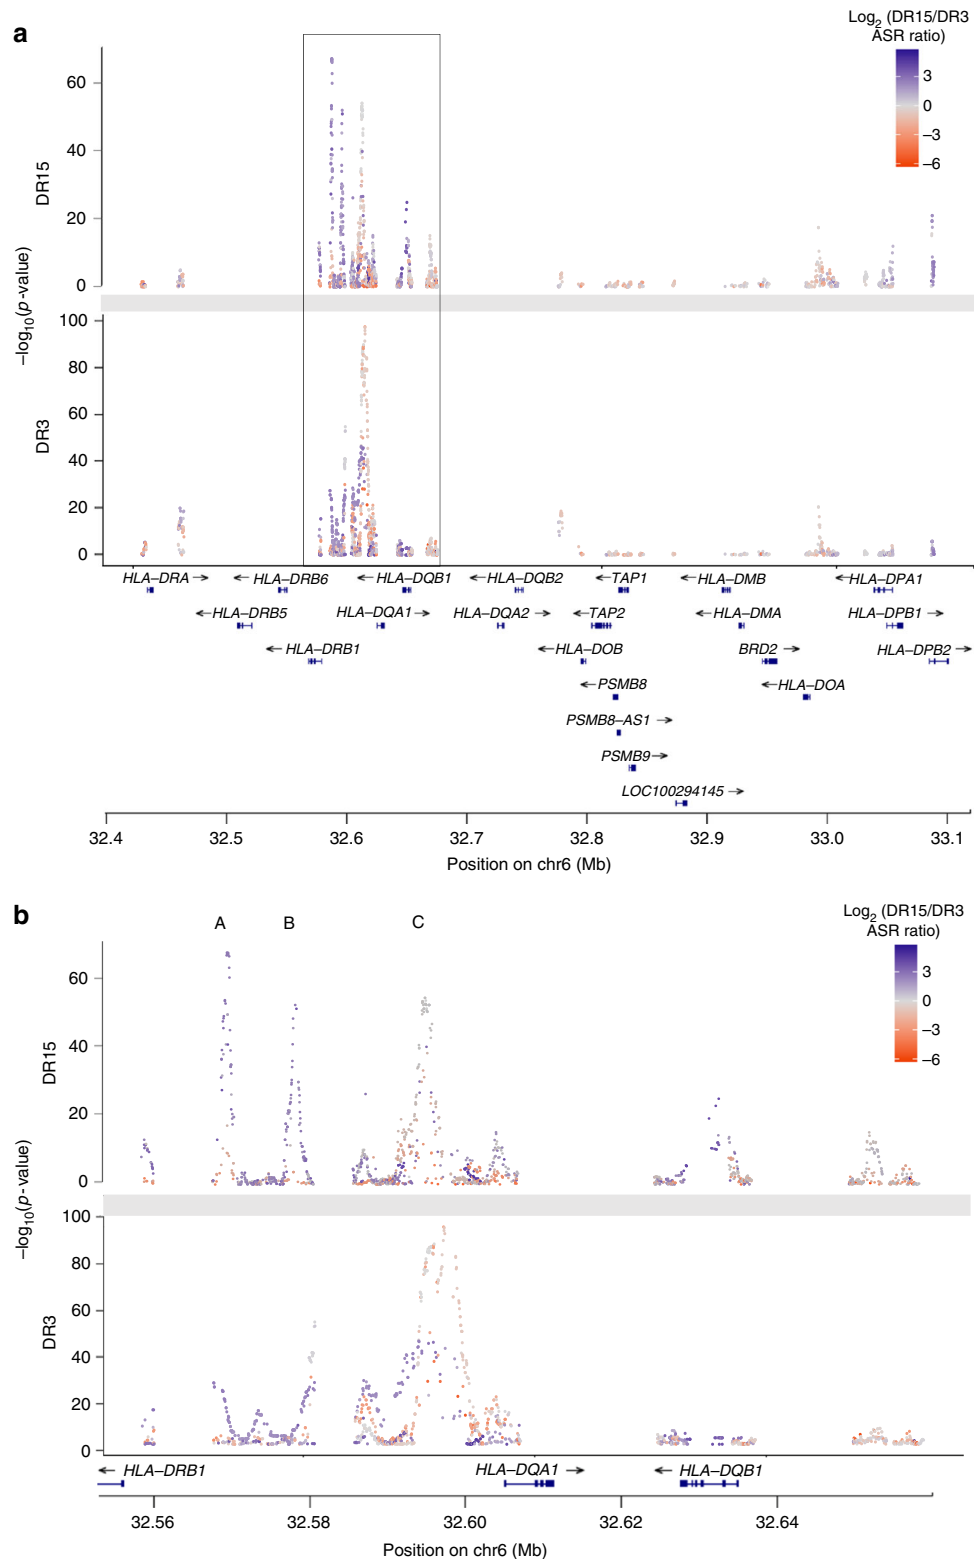 a
Log2 (DR15/DR3
ASR ratio)
3
0
–3
–6
60
40
20
0
DR15
–log10(p-value)
100
80
60
40
20
0
DR3
HLA–DRA → ← HLA–DRB6 ← HLA–DQB1 ← HLA–DQB2 ← TAP1 ← HLA–DMB ← HLA–DPA1
← HLA–DRB5 HLA–DQA1 → HLA–DQA2 → ← TAP2 ← HLA–DMA HLA–DPB1 →
← HLA–DRB1 ← HLA–DOB BRD2 → HLA–DPB2 →
← PSMB8 ← HLA–DOA
PSMB8–AS1 →
PSMB9 →
LOC100294145 →
32.4 32.5 32.6 32.7 32.8 32.9 33.0 33.1
Position on chr6 (Mb)
b
A B C
Log2 (DR15/DR3
ASR ratio)
3
0
–3
–6
60
40
20
0
DR15
–log10(p-value)
100
80
60
40
20
0
DR3
← HLA–DRB1 HLA–DQA1 → ← HLA–DQB1
32.56 32.58 32.60 32.62 32.64
Position on chr6 (Mb)